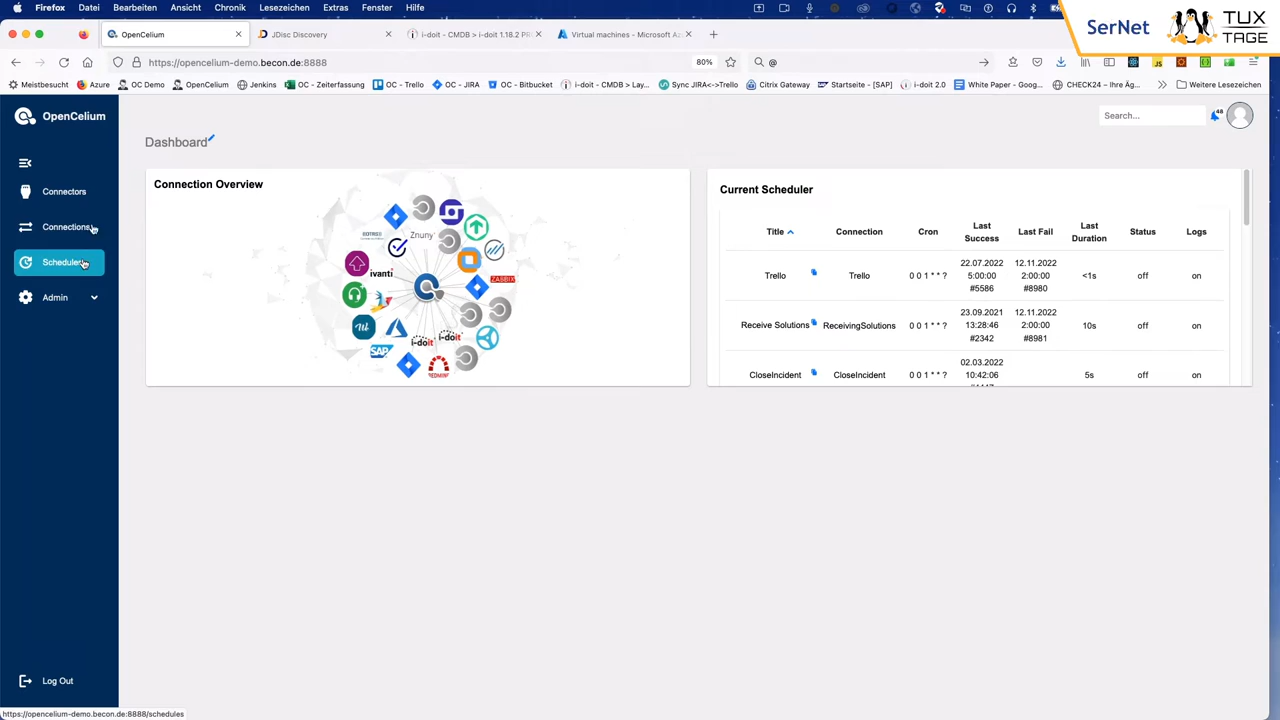 Firefox Ablage Bearbeiten Ansicht Chronik Lesezeichen Extras Fenster Hilfe
SerNet TUX
TAGE
OpenCelium JDisc Discovery i-doit - CMDB > i-doit 1.18.2 PR Virtual machines - Microsoft Az
https://opencelium-demo.becon.de:8888 80% @
Meistbesucht Azure OC Demo OpenCelium Jenkins OC - Zeiterfassung OC - Trello OC - JIRA OC - Bitbucket i-doit - CMDB > Lay... Sync JIRA<->Trello Citrix Gateway Startseite - [SAP] i-doit 2.0 White Paper - Goog... CHECK24 – Ihre Äg... Weitere Lesezeichen
OpenCelium
Search... 48
Dashboard
Connectors
Connections
Schedules
Admin
Connection Overview
Znuny
ivanti
ZABBIX
i-doit
i-doit
SAP
REDMINE
Current Scheduler
Title Connection Cron Last Success Last Fail Last Duration Status Logs
Trello Trello 0 0 1 * * ? 22.07.2022 5:00:00 #5586 12.11.2022 2:00:00 #8980 <1s off on
Receive Solutions ReceivingSolutions 0 0 1 * * ? 23.09.2021 13:28:46 #2342 12.11.2022 2:00:00 #8981 10s off on
CloseIncident CloseIncident 0 0 1 * * ? 02.03.2022 10:42:06 5s off on
Log Out
https://opencelium-demo.becon.de:8888/schedules